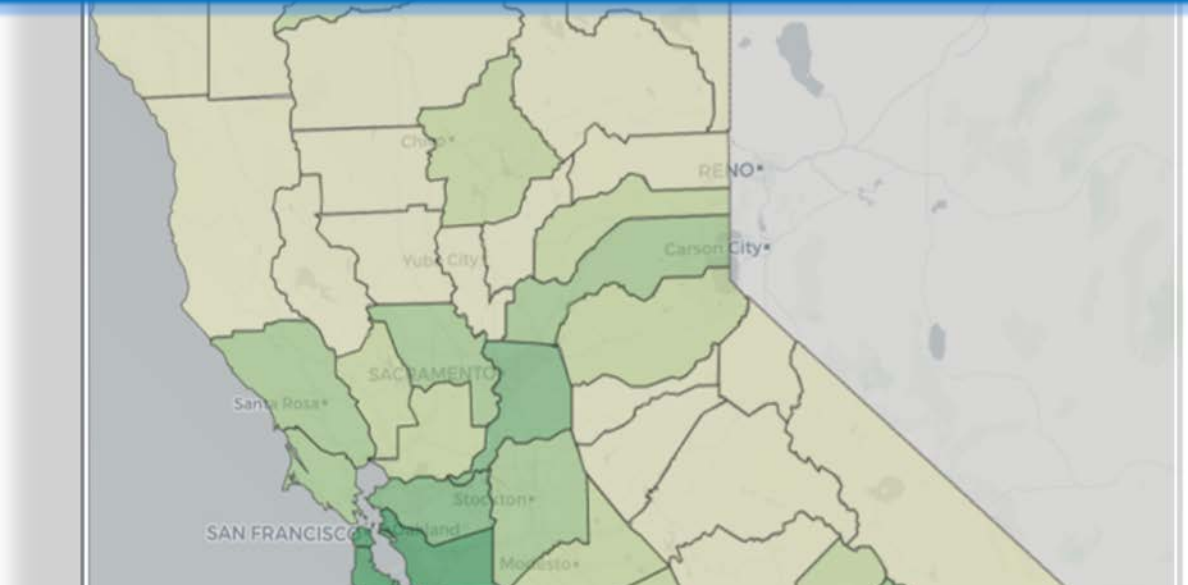 Chico
RENO
Carson City
Yuba City
SACRAMENTO
Santa Rosa
Stockton
SAN FRANCISCO
Oakland
Modesto